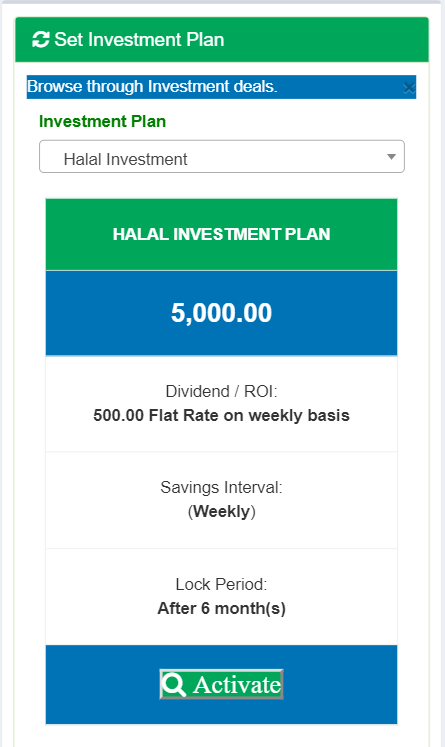 Set Investment Plan
Browse through Investment deals.
×
Investment Plan
Halal Investment
HALAL INVESTMENT PLAN
5,000.00
Dividend / ROI:
500.00 Flat Rate on weekly basis
Savings Interval:
(Weekly)
Lock Period:
After 6 month(s)
Activate